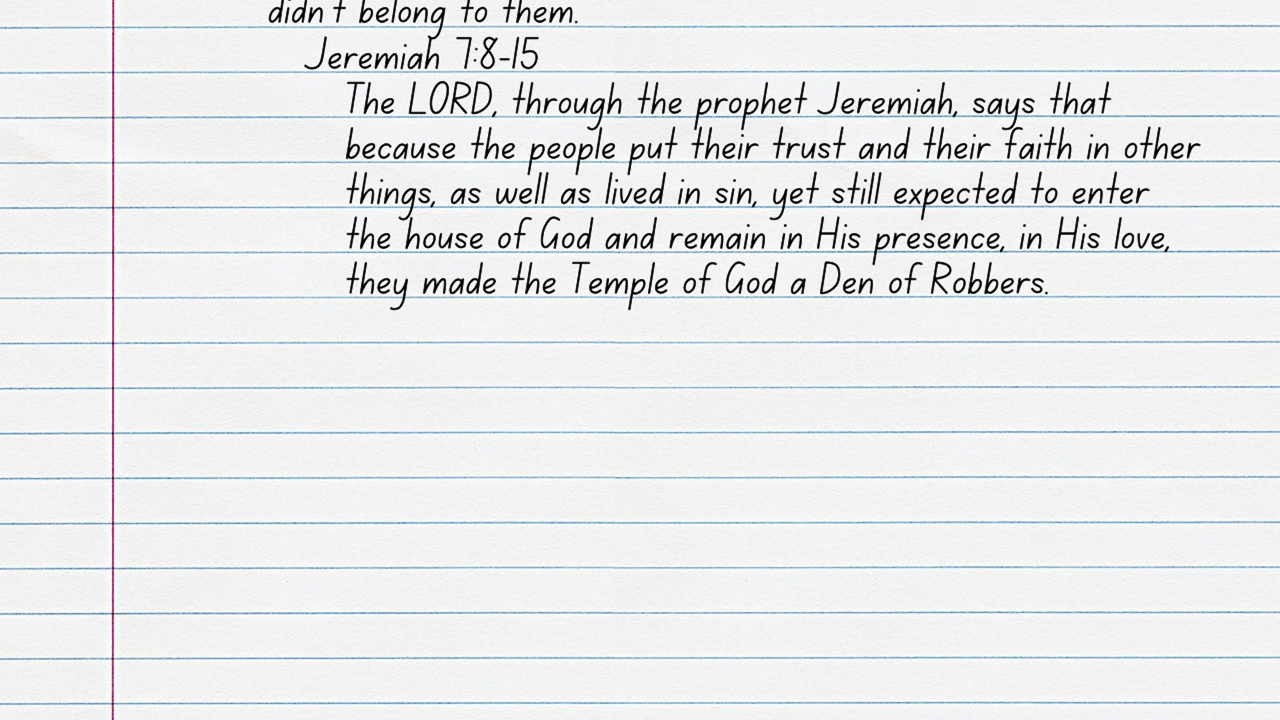 didn't belong to them.
Jeremiah 7:8-15
The LORD, through the prophet Jeremiah, says that
because the people put their trust and their faith in other
things, as well as lived in sin, yet still expected to enter
the house of God and remain in His presence, in His love,
they made the Temple of God a Den of Robbers.